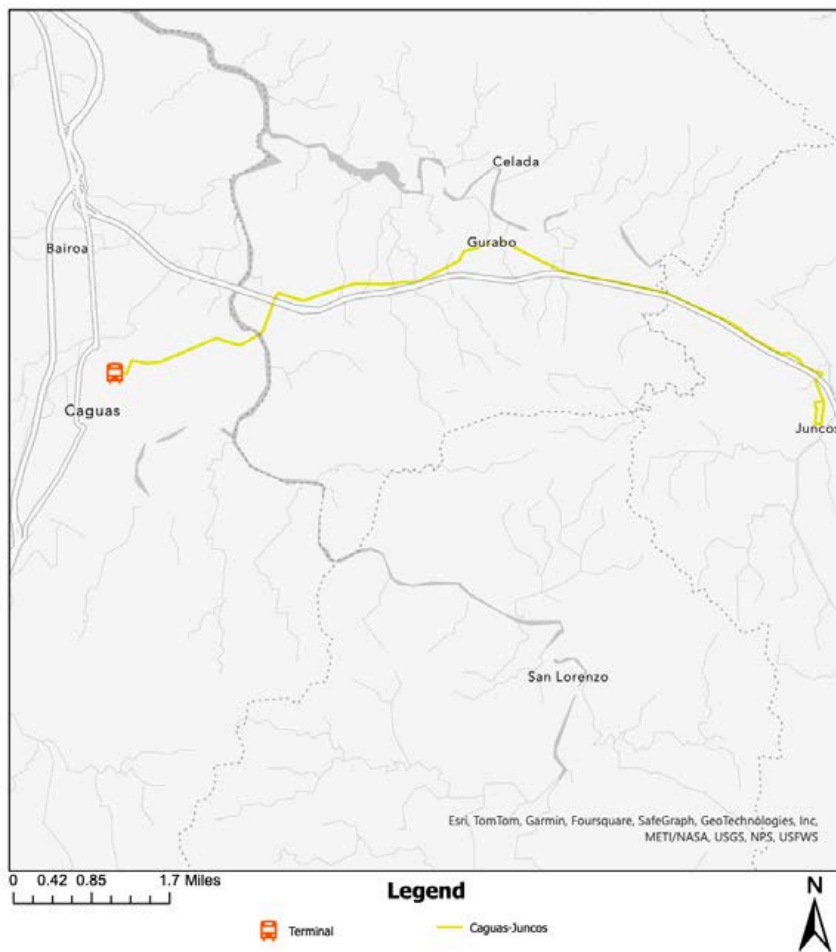 Celada
Gurabo
Bairoa
Caguas
Juncos
San Lorenzo
Esri, TomTom, Garmin, Foursquare, SafeGraph, GeoTechnologies, Inc,
METI/NASA, USGS, NPS, USFWS
0 0.42 0.85 1.7 Miles
Legend
N
Terminal
Caguas-Juncos